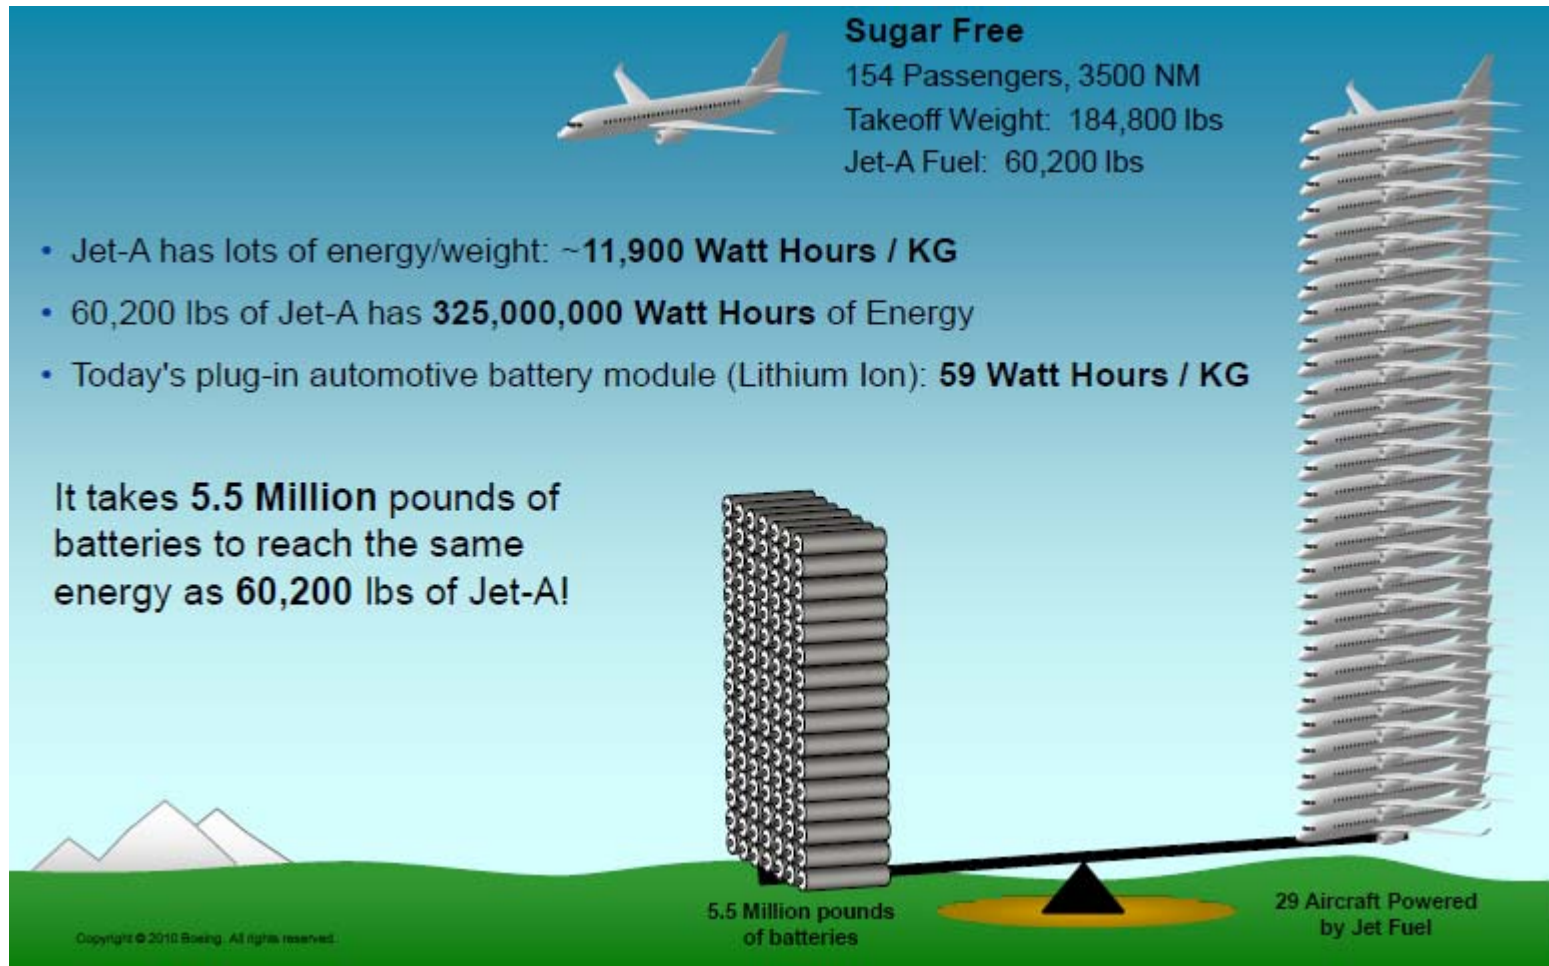 Sugar Free
154 Passengers, 3500 NM
Takeoff Weight: 184,800 lbs
Jet-A Fuel: 60,200 lbs
• Jet-A has lots of energy/weight: ~11,900 Watt Hours / KG
• 60,200 lbs of Jet-A has 325,000,000 Watt Hours of Energy
• Today's plug-in automotive battery module (Lithium Ion): 59 Watt Hours / KG
It takes 5.5 Million pounds of
batteries to reach the same
energy as 60,200 lbs of Jet-A!
5.5 Million pounds
of batteries
29 Aircraft Powered
by Jet Fuel
Copyright © 2010 Boeing. All rights reserved.